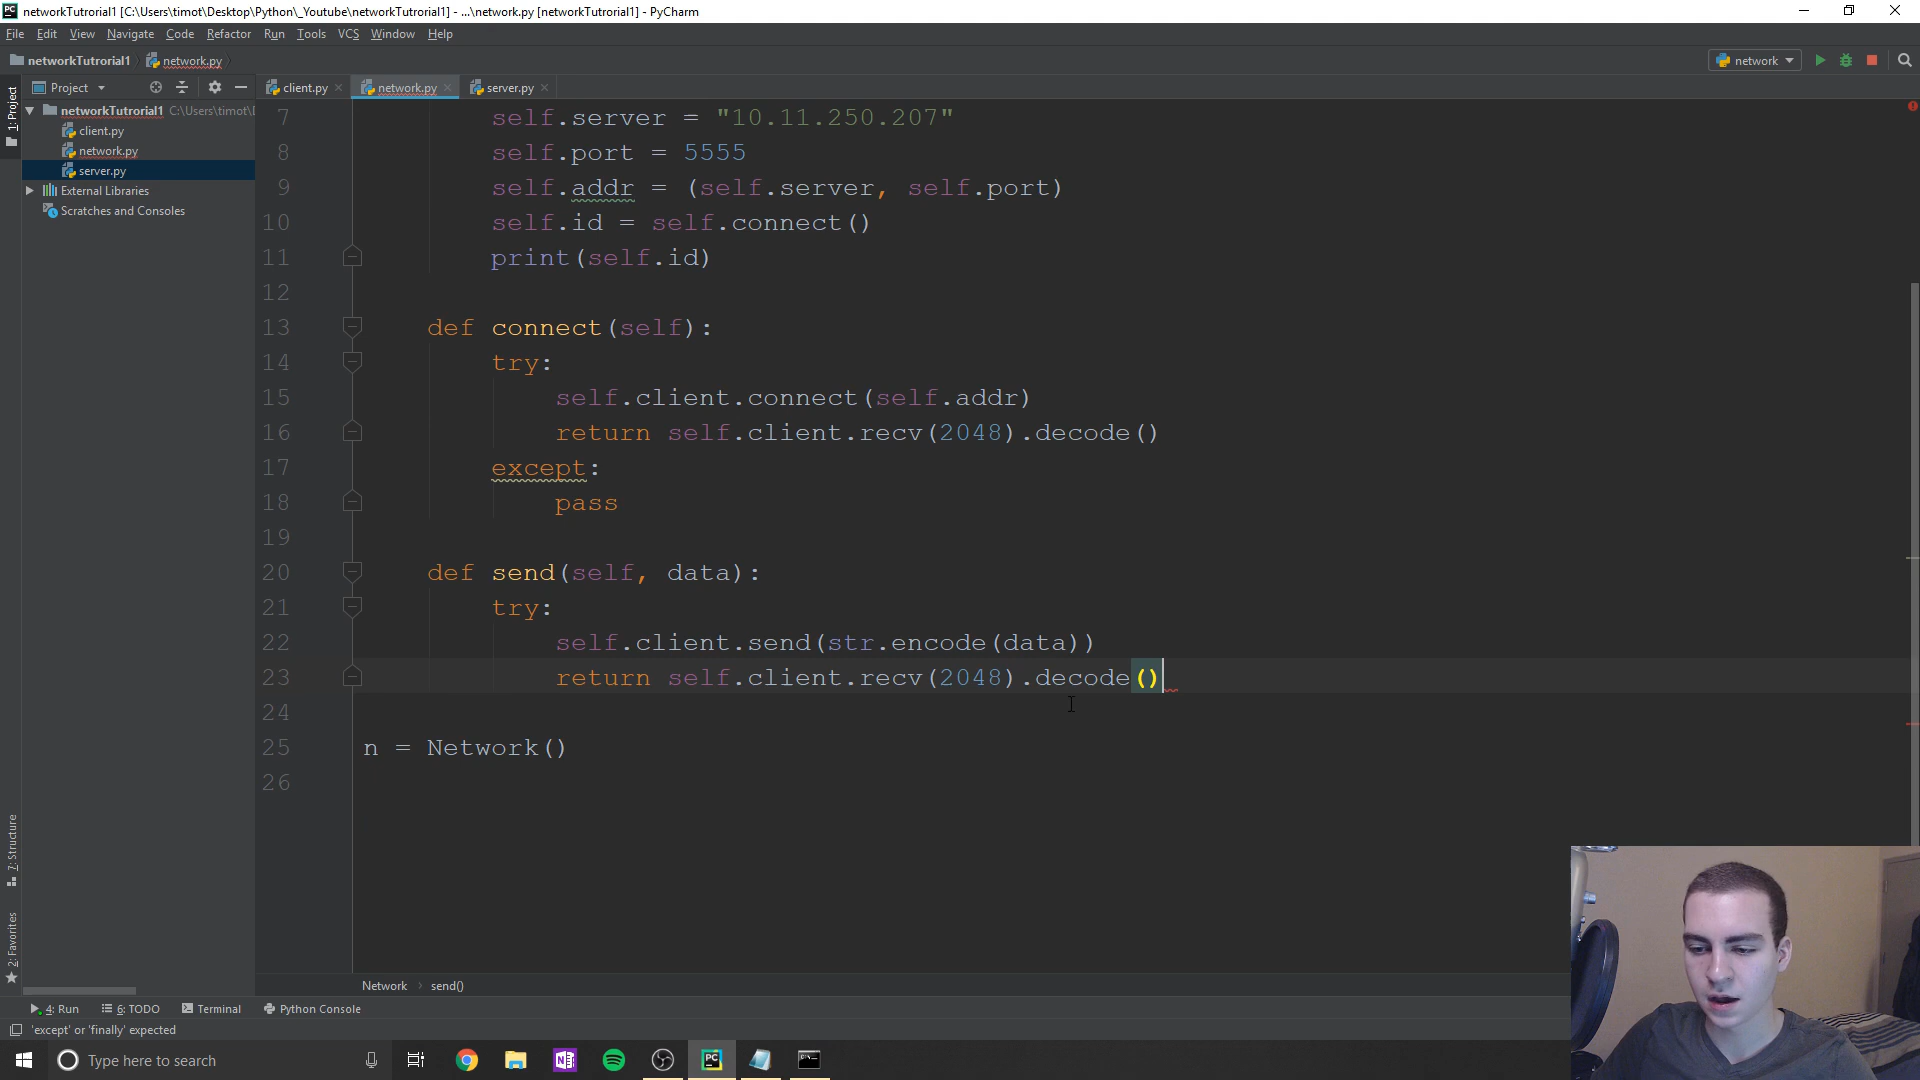 networkTutrorial1 [C:\Users\timot\Desktop\Python\_Youtube\networkTutrorial1] - ...\network.py [networkTutrorial1] - PyCharm
File Edit View Navigate Code Refactor Run Tools VCS Window Help
networkTutrorial1 network.py network
Project client.py network.py server.py
1: Project
networkTutrorial1 C:\Users\timot\
client.py
network.py
server.py
External Libraries
Scratches and Consoles
7 self.server = "10.11.250.207"
8 self.port = 5555
9 self.addr = (self.server, self.port)
10 self.id = self.connect()
11 print(self.id)
12
13 def connect(self):
14 try:
15 self.client.connect(self.addr)
16 return self.client.recv(2048).decode()
17 except:
18 pass
19
20 def send(self, data):
21 try:
22 self.client.send(str.encode(data))
23 return self.client.recv(2048).decode()
24
25 n = Network()
26
7: Structure
2: Favorites
Network send()
4: Run 6: TODO Terminal Python Console
'except' or 'finally' expected
Type here to search